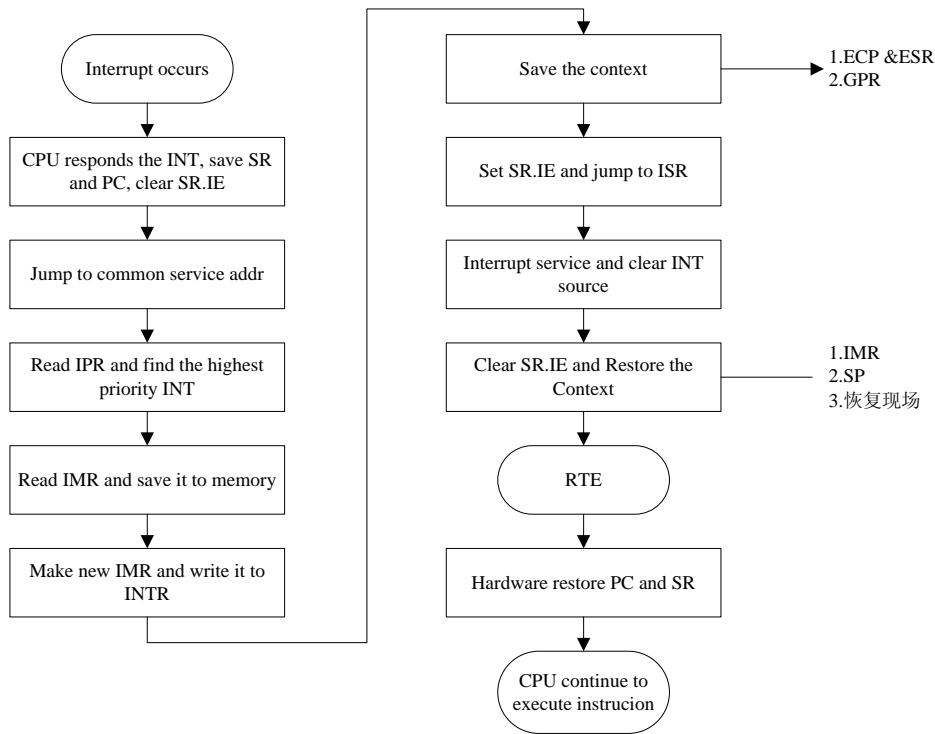 Interrupt occurs
CPU responds the INT, save SR
and PC, clear SR.IE
Jump to common service addr
Read IPR and find the highest
priority INT
Read IMR and save it to memory
Make new IMR and write it to
INTR
Save the context
1.ECP &ESR
2.GPR
Set SR.IE and jump to ISR
Interrupt service and clear INT
source
Clear SR.IE and Restore the
Context
1.IMR
2.SP
3.恢复现场
RTE
Hardware restore PC and SR
CPU continue to
execute instrucion